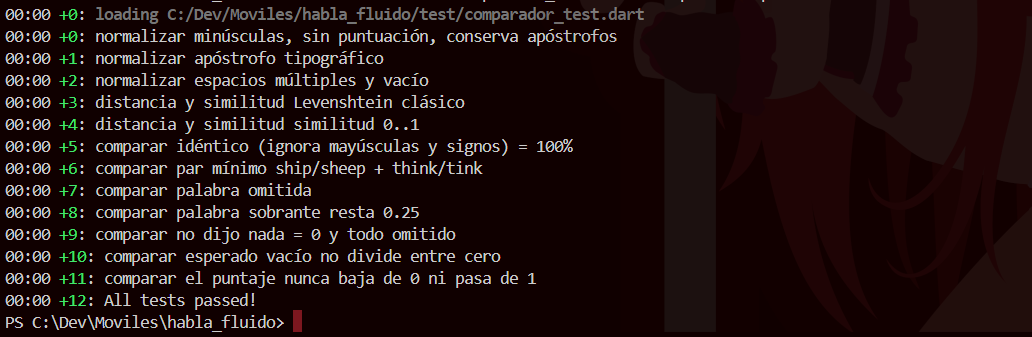 00:00 +0: loading C:/Dev/Moviles/habla_fluido/test/comparador_test.dart
00:00 +0: normalizar minúsculas, sin puntuación, conserva apóstrofos
00:00 +1: normalizar apóstrofo tipográfico
00:00 +2: normalizar espacios múltiples y vacío
00:00 +3: distancia y similitud Levenshtein clásico
00:00 +4: distancia y similitud similitud 0..1
00:00 +5: comparar idéntico (ignora mayúsculas y signos) = 100%
00:00 +6: comparar par mínimo ship/sheep + think/tink
00:00 +7: comparar palabra omitida
00:00 +8: comparar palabra sobrante resta 0.25
00:00 +9: comparar no dijo nada = 0 y todo omitido
00:00 +10: comparar esperado vacío no divide entre cero
00:00 +11: comparar el puntaje nunca baja de 0 ni pasa de 1
00:00 +12: All tests passed!
PS C:\Dev\Moviles\habla_fluido>